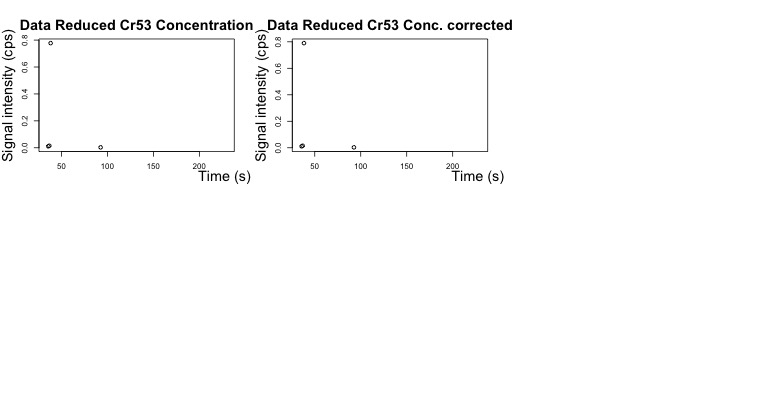 Data Reduced Cr53 Concentration
Signal intensity (cps)
0.0 0.2 0.4 0.6 0.8
50 100 150 200
Time (s)
Data Reduced Cr53 Conc. corrected
Signal intensity (cps)
0.0 0.2 0.4 0.6 0.8
50 100 150 200
Time (s)